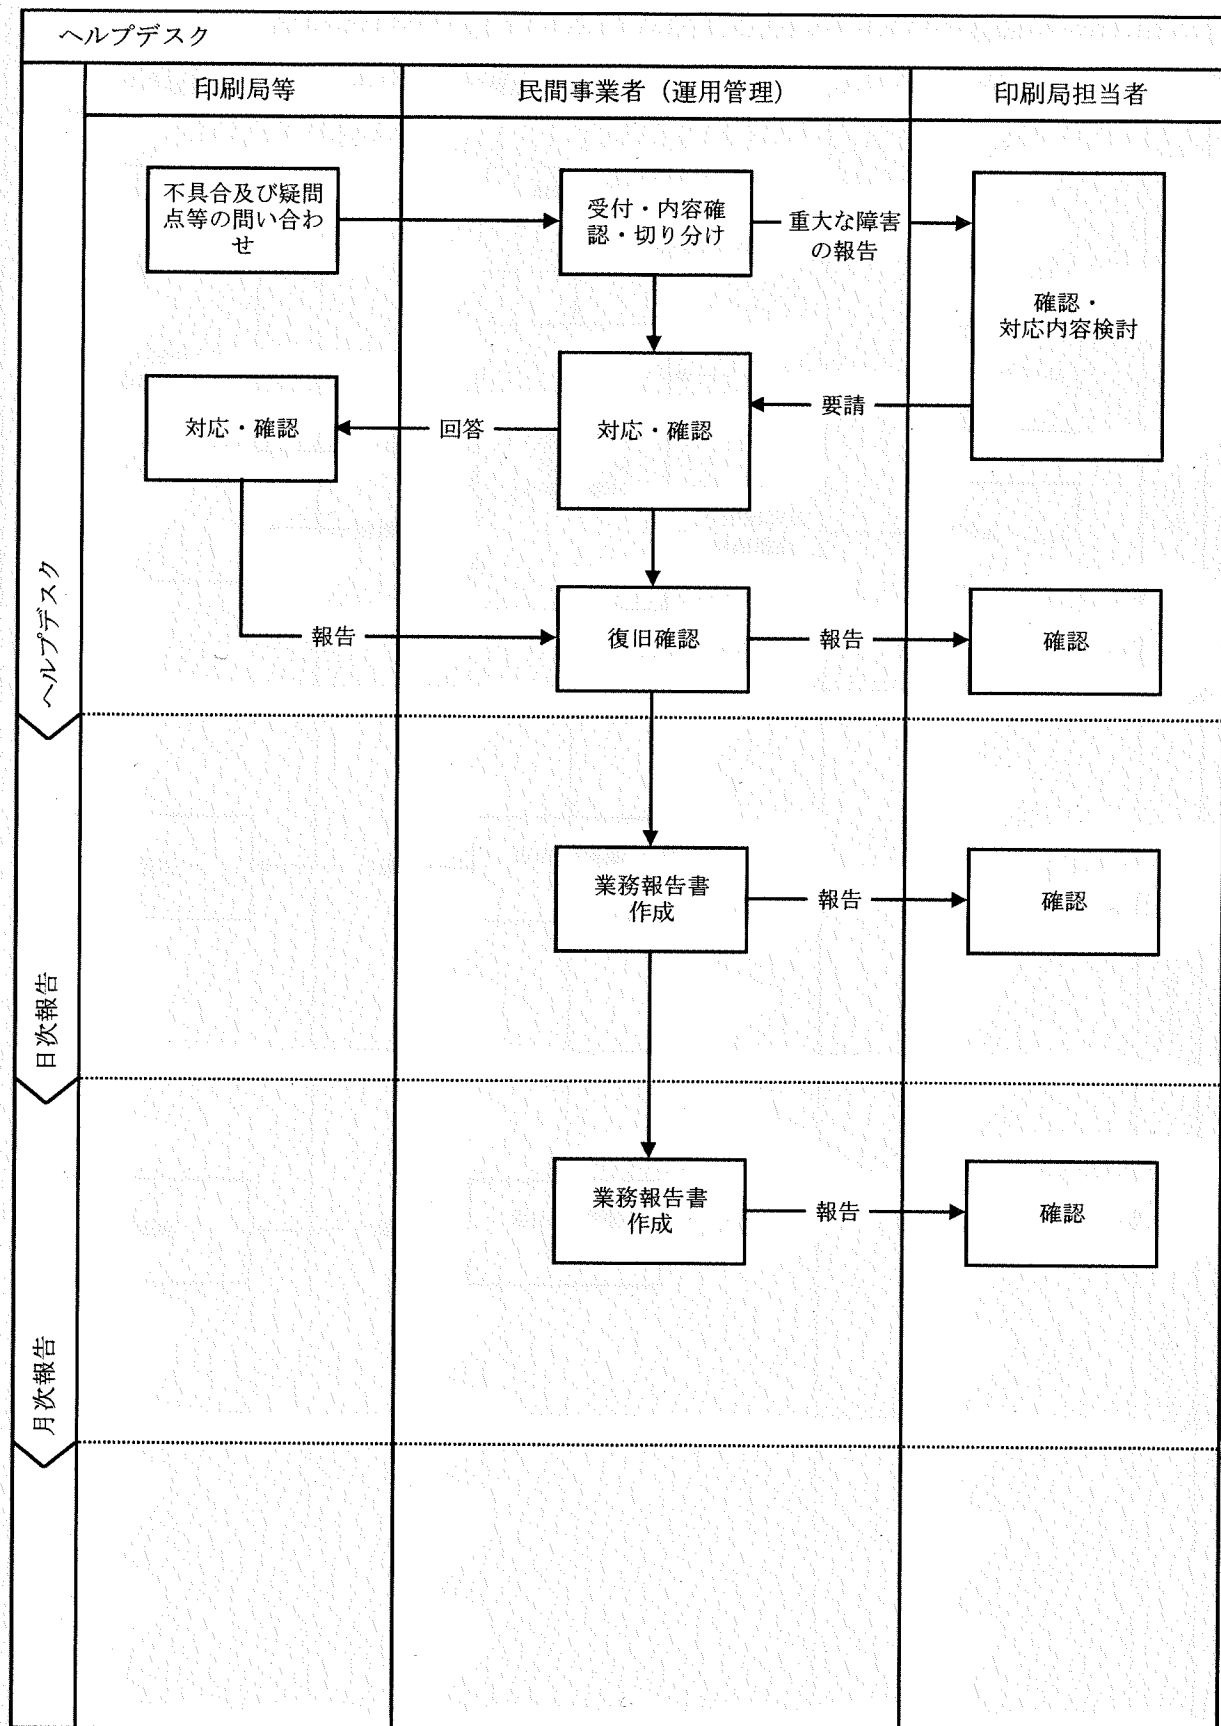 ヘルプデスク
印刷局等
民間事業者（運用管理）
印刷局担当者
不具合及び疑問
点等の問い合わ
せ
受付・内容確
認・切り分け
重大な障害
の報告
確認・
対応内容検討
要請
対応・確認
回答
対応・確認
報告
復旧確認
報告
確認
ヘルプデスク
業務報告書
作成
報告
確認
日次報告
業務報告書
作成
報告
確認
月次報告